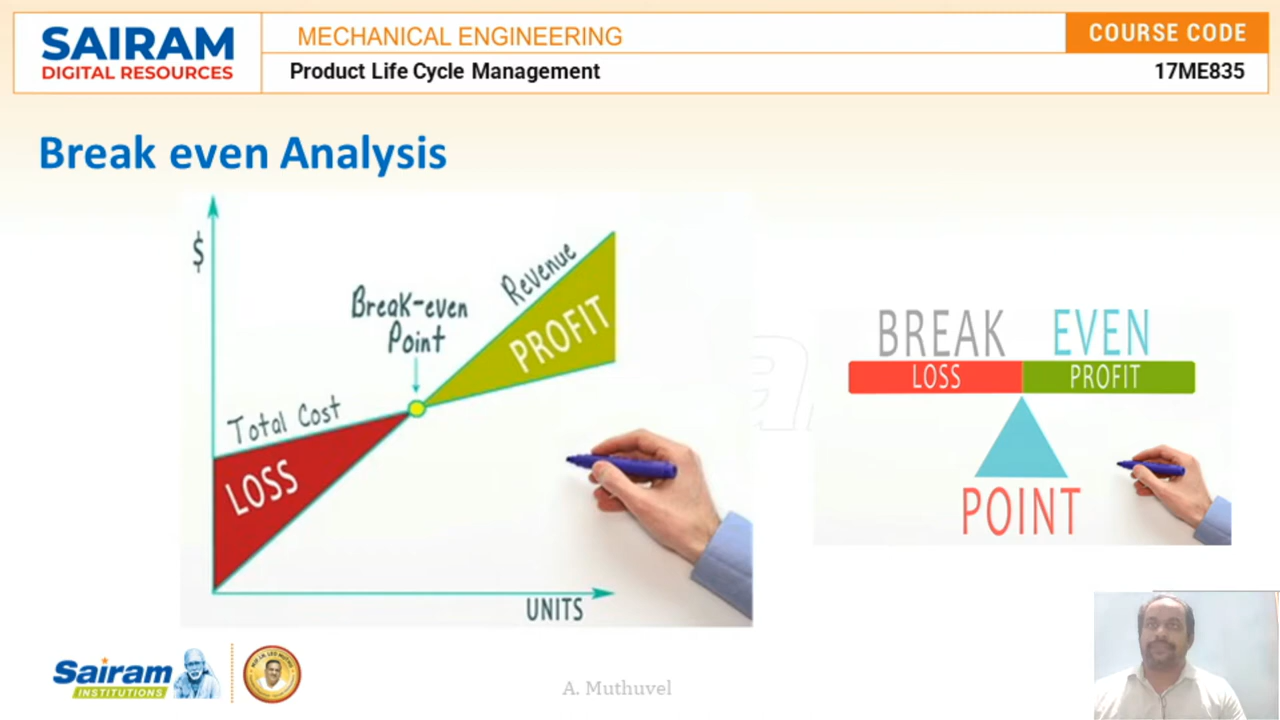 SAIRAM
DIGITAL RESOURCES
MECHANICAL ENGINEERING
COURSE CODE
Product Life Cycle Management
17ME835
Break even Analysis
$
Revenue
Break-even
Point
PROFIT
Total Cost
LOSS
UNITS
BREAK EVEN
LOSS
PROFIT
POINT
Sairam
INSTITUTIONS
A. Muthuvel